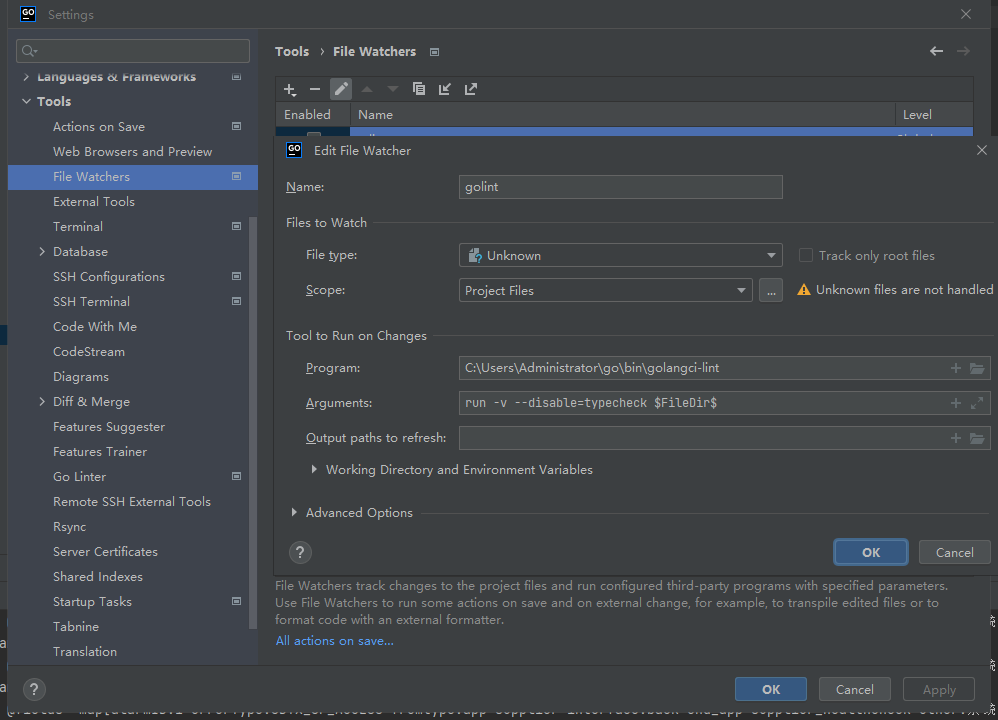 GO Settings
Languages & Frameworks
Tools
Actions on Save
Web Browsers and Preview
File Watchers
External Tools
Terminal
Database
SSH Configurations
SSH Terminal
Code With Me
CodeStream
Diagrams
Diff & Merge
Features Suggester
Features Trainer
Go Linter
Remote SSH External Tools
Rsync
Server Certificates
Shared Indexes
Startup Tasks
Tabnine
Translation
Tools › File Watchers
Enabled Name Level
GO Edit File Watcher
Name: golint
Files to Watch
File type: Unknown Track only root files
Scope: Project Files ... Unknown files are not handled
Tool to Run on Changes
Program: C:\Users\Administrator\go\bin\golangci-lint
Arguments: run -v --disable=typecheck $FileDir$
Output paths to refresh:
Working Directory and Environment Variables
Advanced Options
? OK Cancel
File Watchers track changes to the project files and run configured third-party programs with specified parameters.
Use File Watchers to run some actions on save and on external change, for example, to transpile edited files or to
format code with an external formatter.
All actions on save...
? OK Cancel Apply